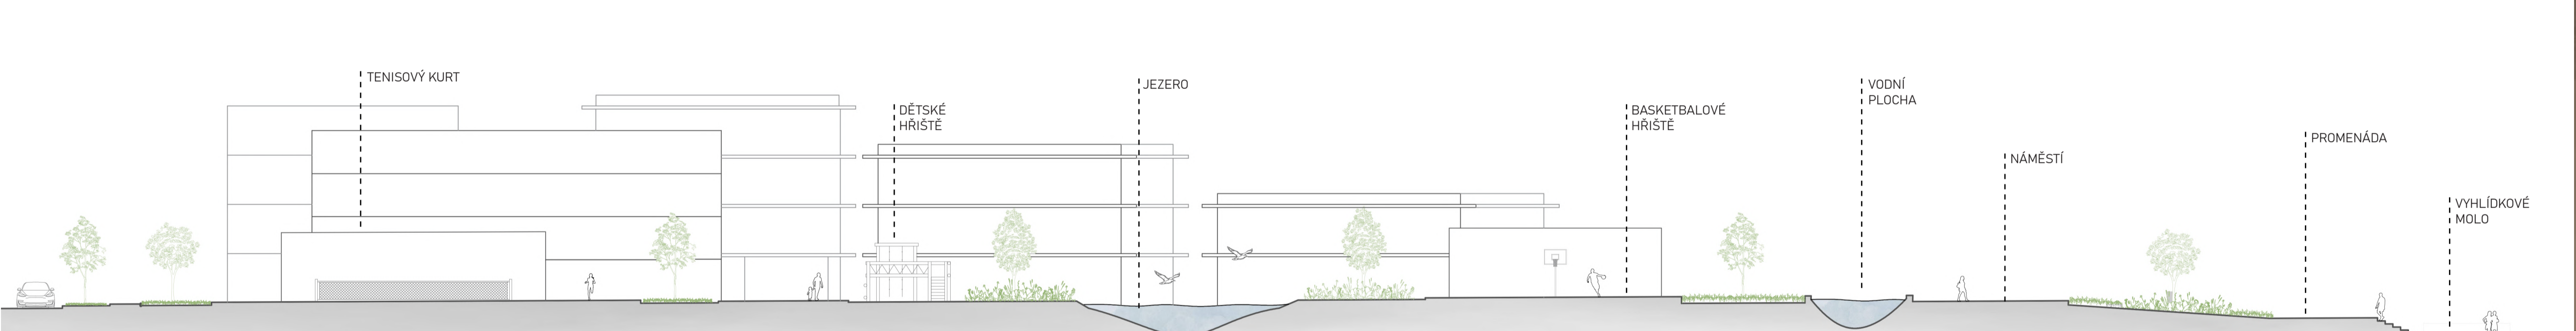 TENISOVÝ KURT
DĚTSKÉ
HŘIŠTĚ
JEZERO
BASKETBALOVÉ
HŘIŠTĚ
VODNÍ
PLOCHA
NÁMĚSTÍ
PROMENÁDA
VYHLÍDKOVÉ
MOLO